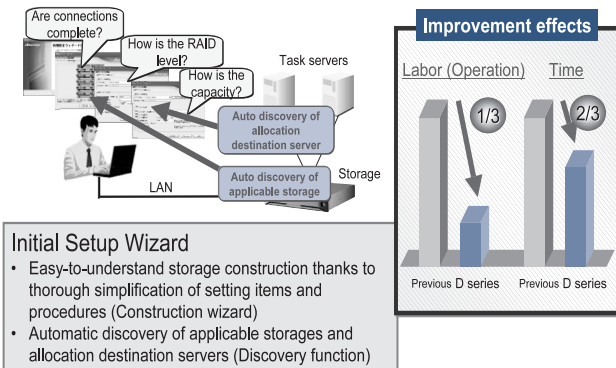 Are connections
complete?
How is the RAID
level?
How is the
capacity?
Task servers
Auto discovery of
allocation
destination server
Auto discovery of
applicable storage
LAN
Storage
Initial Setup Wizard
• Easy-to-understand storage construction thanks to
thorough simplification of setting items and
procedures (Construction wizard)
• Automatic discovery of applicable storages and
allocation destination servers (Discovery function)
Improvement effects
Labor (Operation)
Time
1/3
2/3
Previous D series
Previous D series